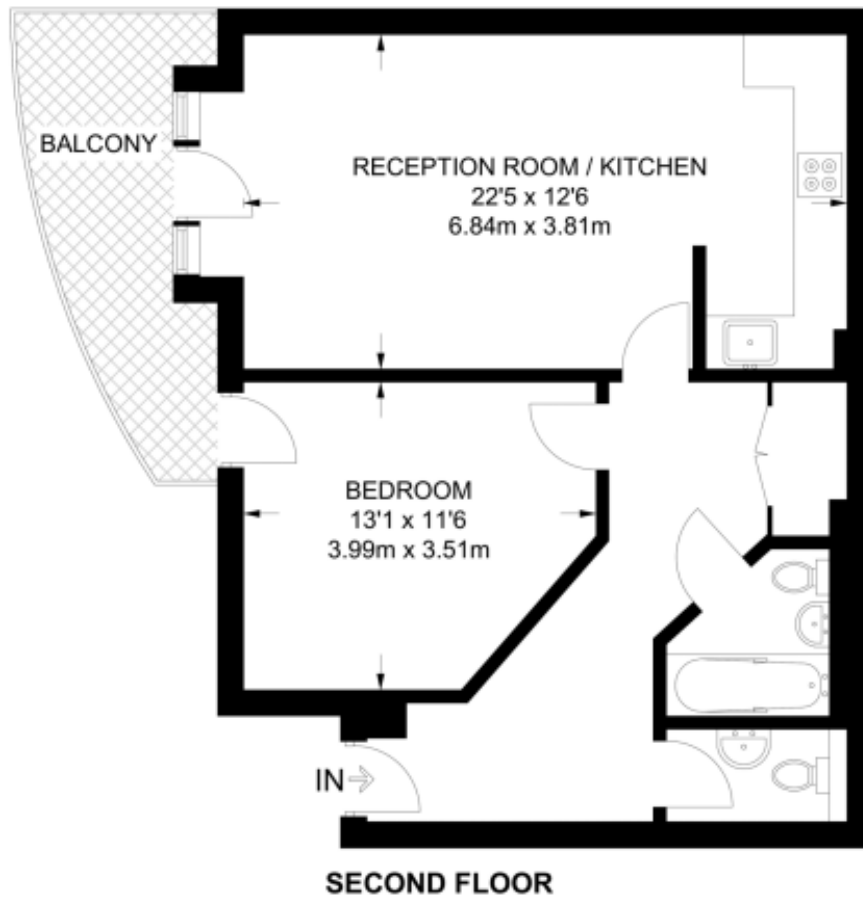 BALCONY
RECEPTION ROOM / KITCHEN
22'5 x 12'6
6.84m x 3.81m
BEDROOM
13'1 x 11'6
3.99m x 3.51m
IN
SECOND FLOOR